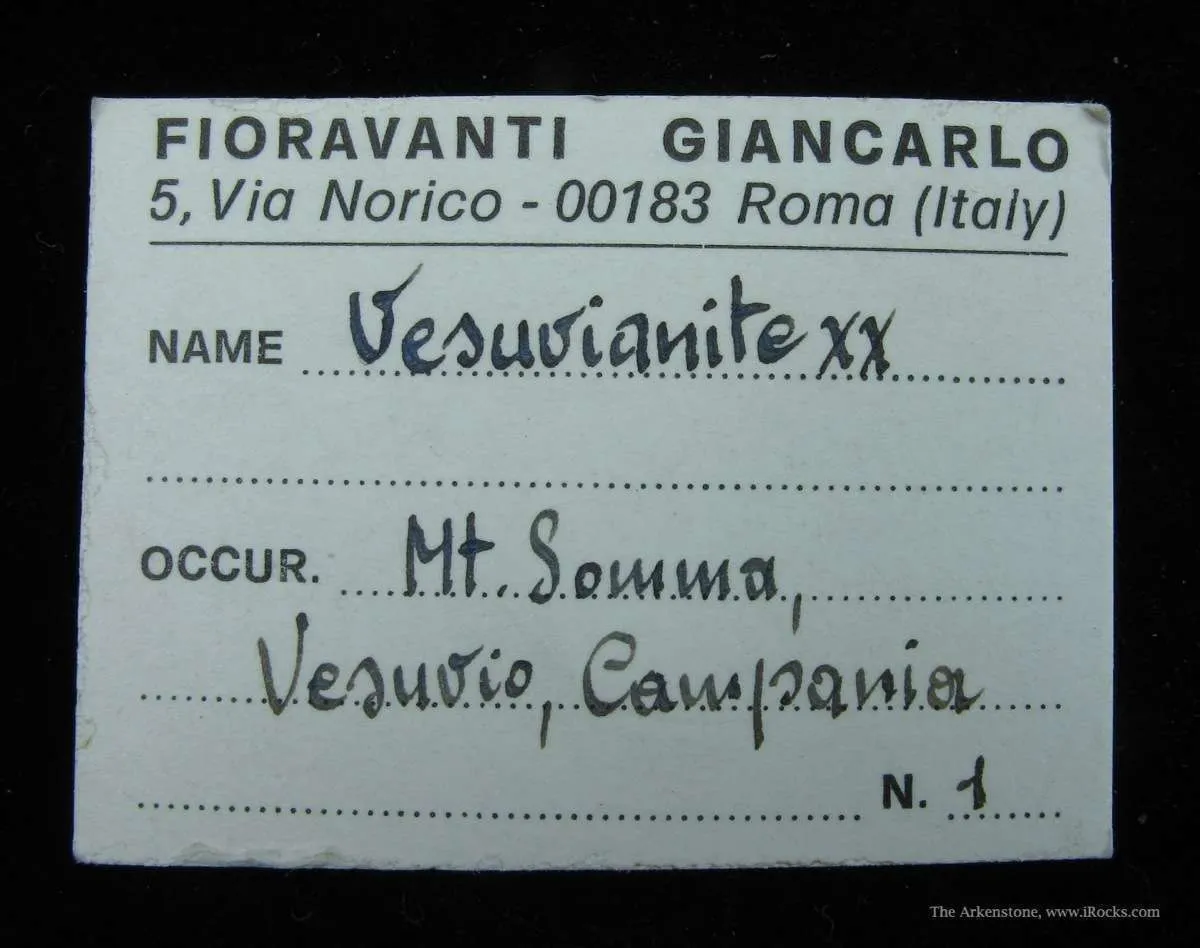 FIORAVANTI GIANCARLO
5, Via Norico - 00183 Roma (Italy)
NAME Vesuvianite xx
OCCUR. Mt. Somma,
Vesuvio, Campania
N. 1
The Arkenstone, www.iRocks.com